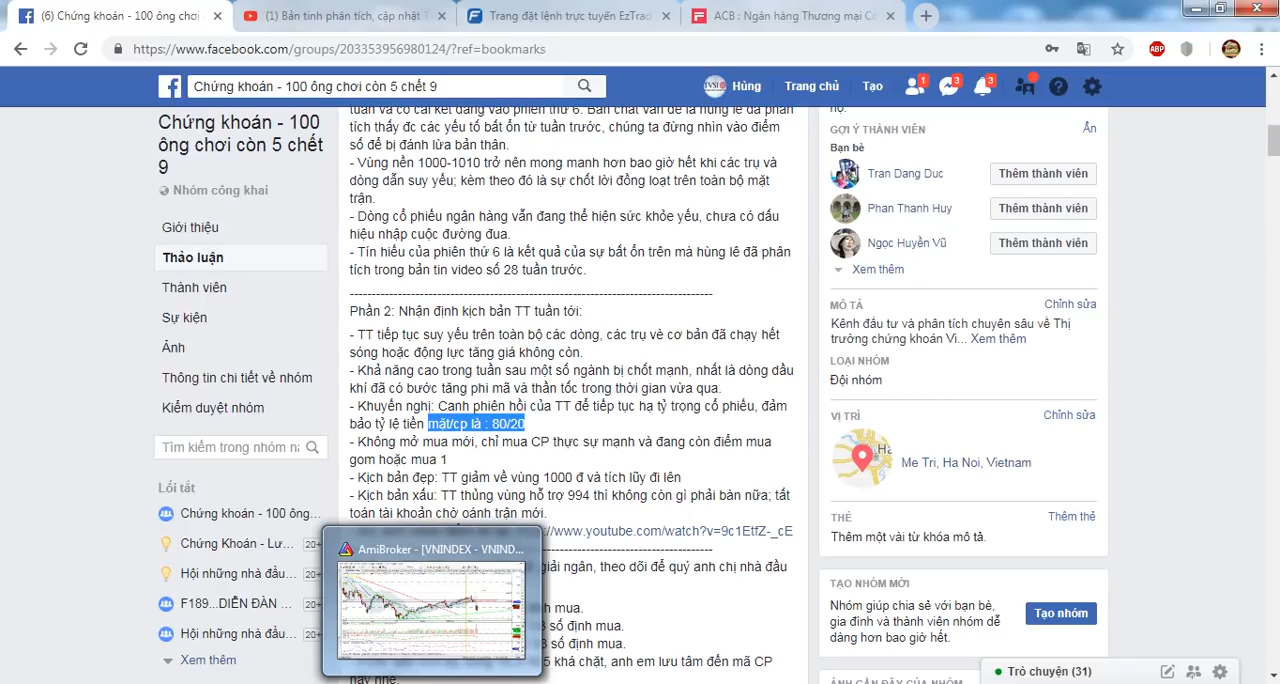 (6) Chứng khoán - 100 ông chơi
(1) Bản tính phân tích, cập nhật T
Trang đặt lệnh trực tuyến EzTrad
ACB : Ngân hàng Thương mại Cổ
https://www.facebook.com/groups/203353956980124/?ref=bookmarks
ABP
Chứng khoán - 100 ông chơi còn 5 chết 9
IVSI
Hùng
Trang chủ
Tạo
1
3
3
Chứng khoán - 100
ông chơi còn 5 chết
9
Nhóm công khai
Giới thiệu
Thảo luận
Thành viên
Sự kiện
Ảnh
Thông tin chi tiết về nhóm
Kiểm duyệt nhóm
Tìm kiếm trong nhóm
Lối tắt
Chứng khoán - 100 ông...
Chứng Khoán - Lư... 20+
Hội những nhà đầu... 20+
F189...DIỄN ĐÀN ... 20+
Hội những nhà đầu... 20+
Xem thêm
tuần và có cái kết đắng vào phiên thứ 6. Bản chất vấn đề là hùng lê đã phân
tích thấy đc các yếu tố bất ổn từ tuần trước, chúng ta đừng nhìn vào điểm
số để bị đánh lừa bản thân.
- Vùng nền 1000-1010 trở nên mong manh hơn bao giờ hết khi các trụ và
dòng dẫn suy yếu; kèm theo đó là sự chốt lời đồng loạt trên toàn bộ mặt
trận.
- Dòng cổ phiếu ngân hàng vẫn đang thể hiện sức khỏe yếu, chưa có dấu
hiệu nhập cuộc đường đua.
- Tín hiếu của phiên thứ 6 là kết quả của sự bất ổn trên mà hùng lê đã phân
tích trong bản tin video số 28 tuần trước.
------------------------------------------------------------------------------------
Phần 2: Nhận định kịch bản TT tuần tới:
- TT tiếp tục suy yếu trên toàn bộ các dòng, các trụ về cơ bản đã chạy hết
sóng hoặc động lực tăng giá không còn.
- Khả năng cao trong tuần sau một số ngành bị chốt mạnh, nhất là dòng dầu
khí đã có bước tăng phi mã và thần tốc trong thời gian vừa qua.
- Khuyến nghị: Canh phiên hồi của TT để tiếp tục hạ tỷ trọng cổ phiếu, đảm
bảo tỷ lệ tiền mặt/cp là : 80/20
- Không mở mua mới, chỉ mua CP thực sự mạnh và đang còn điểm mua
gom hoặc mua 1
- Kịch bản đẹp: TT giảm về vùng 1000 đ và tích lũy đi lên
- Kịch bản xấu: TT thủng vùng hỗ trợ 994 thì không còn gì phải bàn nữa; tất
toán tài khoản chờ oánh trận mới.
www.youtube.com/watch?v=9c1EtfZ-_cE
giải ngân, theo dõi để quý anh chị nhà đầu
định mua.
số định mua.
số định mua.
5 khá chặt, anh em lưu tâm đến mã CP
này nhé.
AmiBroker - [VNINDEX - VNIND...
GỢI Ý THÀNH VIÊN
Ẩn
Bạn bè
Tran Dang Duc
Thêm thành viên
Phan Thanh Huy
Thêm thành viên
Ngọc Huyền Vũ
Thêm thành viên
Xem thêm
MÔ TẢ
Chỉnh sửa
Kênh đầu tư và phân tích chuyên sâu về Thị
trường chứng khoán Vi... Xem thêm
LOẠI NHÓM
Đội nhóm
VỊ TRÍ
Chỉnh sửa
Me Tri, Ha Noi, Vietnam
THẺ
Thêm thẻ
Thêm một vài từ khóa mô tả.
TẠO NHÓM MỚI
Nhóm giúp chia sẻ với bạn bè,
gia đình và thành viên nhóm dễ
dàng hơn bao giờ hết.
Tạo nhóm
Trò chuyện (31)